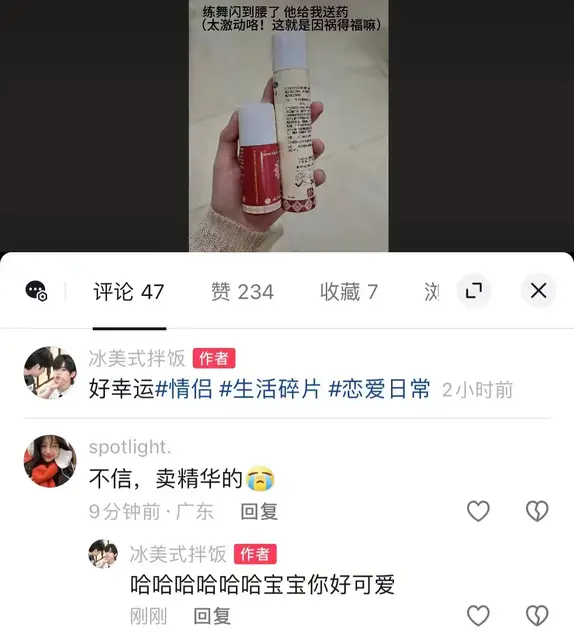 练舞闪到腰了 他给我送药
(太激动咯！这就是因祸得福嘛)
评论 47 赞 234 收藏 7 浏
冰美式拌饭 作者
好幸运#情侣 #生活碎片 #恋爱日常 2小时前
spotlight.
不信，卖精华的😭
9分钟前·广东 回复
冰美式拌饭 作者
哈哈哈哈哈哈宝宝你好可爱
刚刚 回复